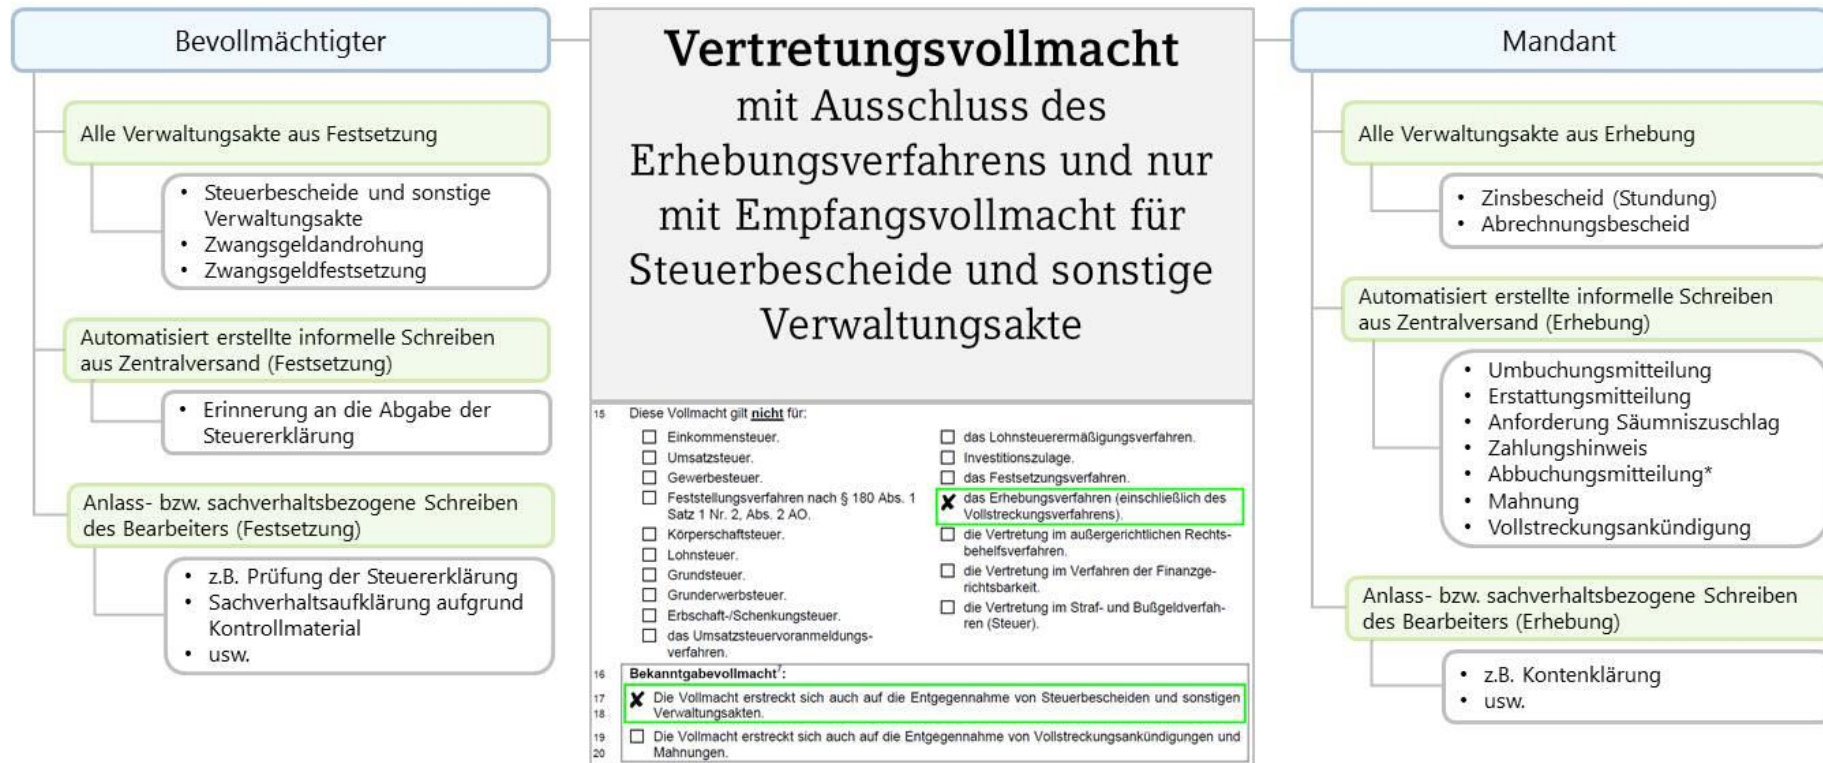 Bevollmächtigter
Alle Verwaltungsakte aus Festsetzung
• Steuerbescheide und sonstige
Verwaltungsakte
• Zwangsgeldandrohung
• Zwangsgeldfestsetzung
Automatisiert erstellte informelle Schreiben
aus Zentralversand (Festsetzung)
• Erinnerung an die Abgabe der
Steuererklärung
Anlass- bzw. sachverhaltsbezogene Schreiben
des Bearbeiters (Festsetzung)
• z.B. Prüfung der Steuererklärung
• Sachverhaltsaufklärung aufgrund
Kontrollmaterial
• usw.
Vertretungsvollmacht
mit Ausschluss des
Erhebungsverfahrens und nur
mit Empfangsvollmacht für
Steuerbescheide und sonstige
Verwaltungsakte
15 Diese Vollmacht gilt nicht für:
Einkommensteuer.
Umsatzsteuer.
Gewerbesteuer.
Feststellungsverfahren nach § 180 Abs. 1
Satz 1 Nr. 2, Abs. 2 AO.
Körperschaftsteuer.
Lohnsteuer.
Grundsteuer.
Grunderwerbsteuer.
Erbschaft-/Schenkungsteuer.
das Umsatzsteuervoranmeldungs-
verfahren.
das Lohnsteuerermäßigungsverfahren.
Investitionszulage.
das Festsetzungsverfahren.
✘ das Erhebungsverfahren (einschließlich des
Vollstreckungsverfahrens).
die Vertretung im außergerichtlichen Rechts-
behelfsverfahren.
die Vertretung im Verfahren der Finanzge-
richtsbarkeit.
die Vertretung im Straf- und Bußgeldverfah-
ren (Steuer).
16 Bekanntgabevollmacht⁷:
17 ✘ Die Vollmacht erstreckt sich auch auf die Entgegennahme von Steuerbescheiden und sonstigen
18 Verwaltungsakten.
19 Die Vollmacht erstreckt sich auch auf die Entgegennahme von Vollstreckungsankündigungen und
20 Mahnungen.
Mandant
Alle Verwaltungsakte aus Erhebung
• Zinsbescheid (Stundung)
• Abrechnungsbescheid
Automatisiert erstellte informelle Schreiben
aus Zentralversand (Erhebung)
• Umbuchungsmitteilung
• Erstattungsmitteilung
• Anforderung Säumniszuschlag
• Zahlungshinweis
• Abbuchungsmitteilung*
• Mahnung
• Vollstreckungsankündigung
Anlass- bzw. sachverhaltsbezogene Schreiben
des Bearbeiters (Erhebung)
• z.B. Kontenklärung
• usw.